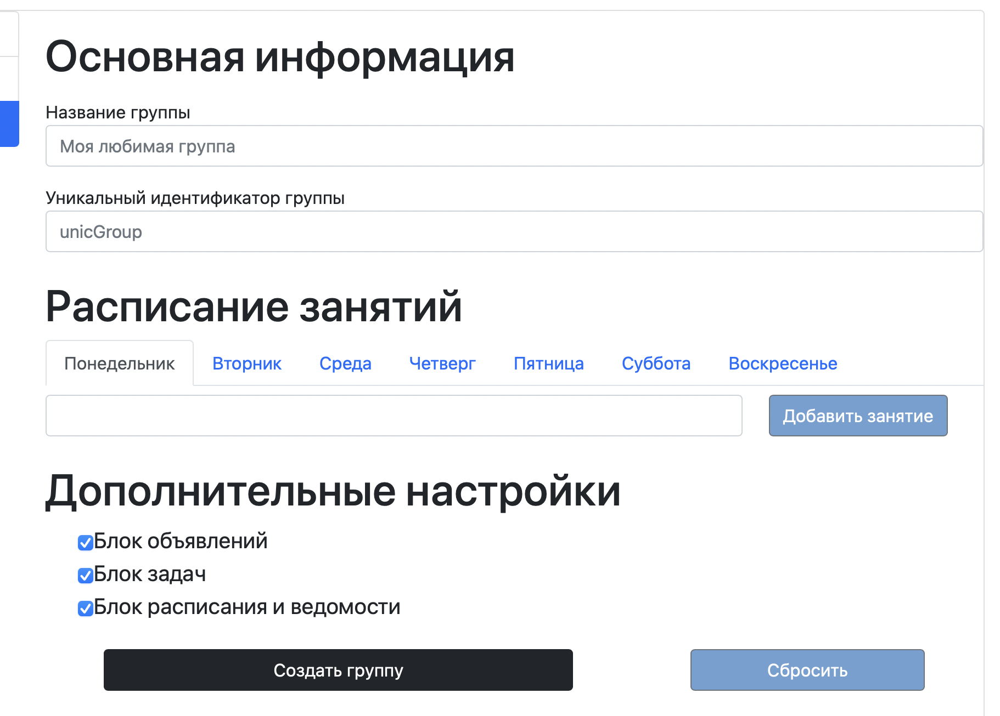 Основная информация
Название группы
Моя любимая группа
Уникальный идентификатор группы
unicGroup
Расписание занятий
Понедельник Вторник Среда Четверг Пятница Суббота Воскресенье
Добавить занятие
Дополнительные настройки
Блок объявлений
Блок задач
Блок расписания и ведомости
Создать группу Сбросить